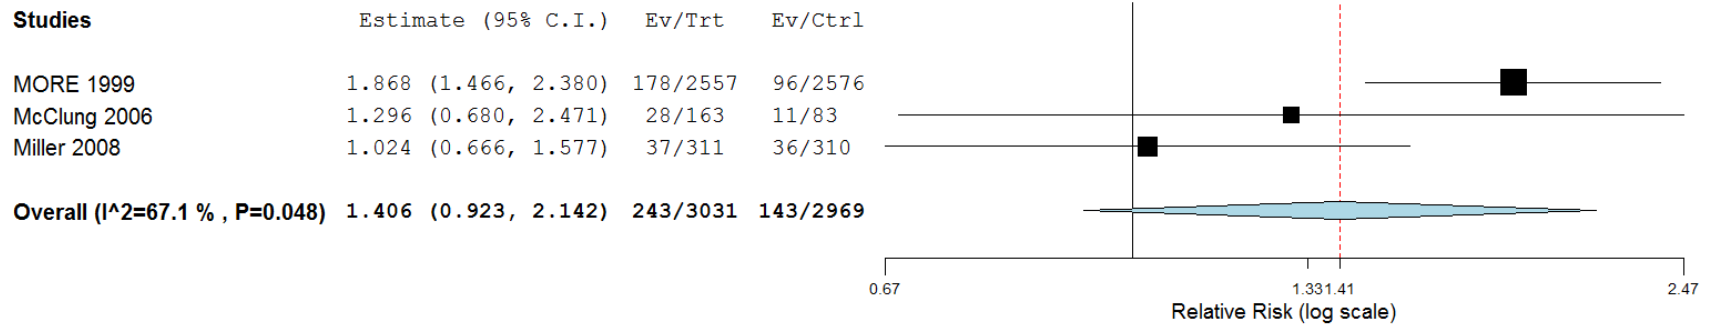 Studies Estimate (95% C.I.) Ev/Trt Ev/Ctrl
MORE 1999 1.868 (1.466, 2.380) 178/2557 96/2576
McClung 2006 1.296 (0.680, 2.471) 28/163 11/83
Miller 2008 1.024 (0.666, 1.577) 37/311 36/310
Overall (I^2=67.1 % , P=0.048) 1.406 (0.923, 2.142) 243/3031 143/2969
0.67 1.331.41 2.47
Relative Risk (log scale)